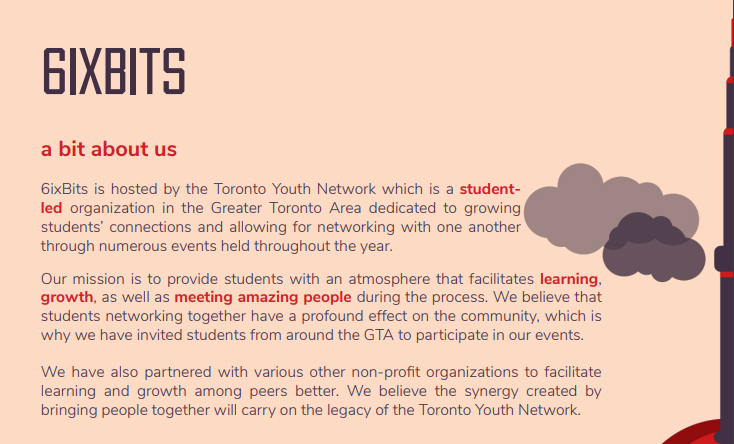 6IXBITS
a bit about us
6ixBits is hosted by the Toronto Youth Network which is a student-
led organization in the Greater Toronto Area dedicated to growing
students' connections and allowing for networking with one another
through numerous events held throughout the year.
Our mission is to provide students with an atmosphere that facilitates learning,
growth, as well as meeting amazing people during the process. We believe that
students networking together have a profound effect on the community, which is
why we have invited students from around the GTA to participate in our events.
We have also partnered with various other non-profit organizations to facilitate
learning and growth among peers better. We believe the synergy created by
bringing people together will carry on the legacy of the Toronto Youth Network.